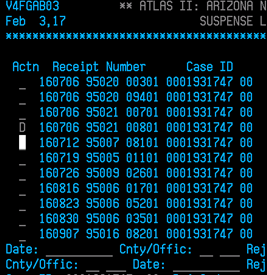 V4FGAB03 ** ATLAS II: ARIZONA N
Feb 3,17 SUSPENSE L
****************************************
Actn Receipt Number Case ID
_ 160706 95020 00301 0001931747 00
_ 160706 95020 09401 0001931747 00
_ 160706 95021 00701 0001931747 00
D 160706 95021 00801 0001931747 00
160712 95007 08101 0001931747 00
_ 160719 95005 01101 0001931747 00
_ 160726 95009 02601 0001931747 00
_ 160816 95006 01701 0001931747 00
_ 160823 95006 05201 0001931747 00
_ 160830 95006 03501 0001931747 00
_ 160907 95016 08201 0001931747 00
Date: ________ Cnty/Offic: __ ___ Rej
Cnty/Offic: __ ___ Date: ________ Rej